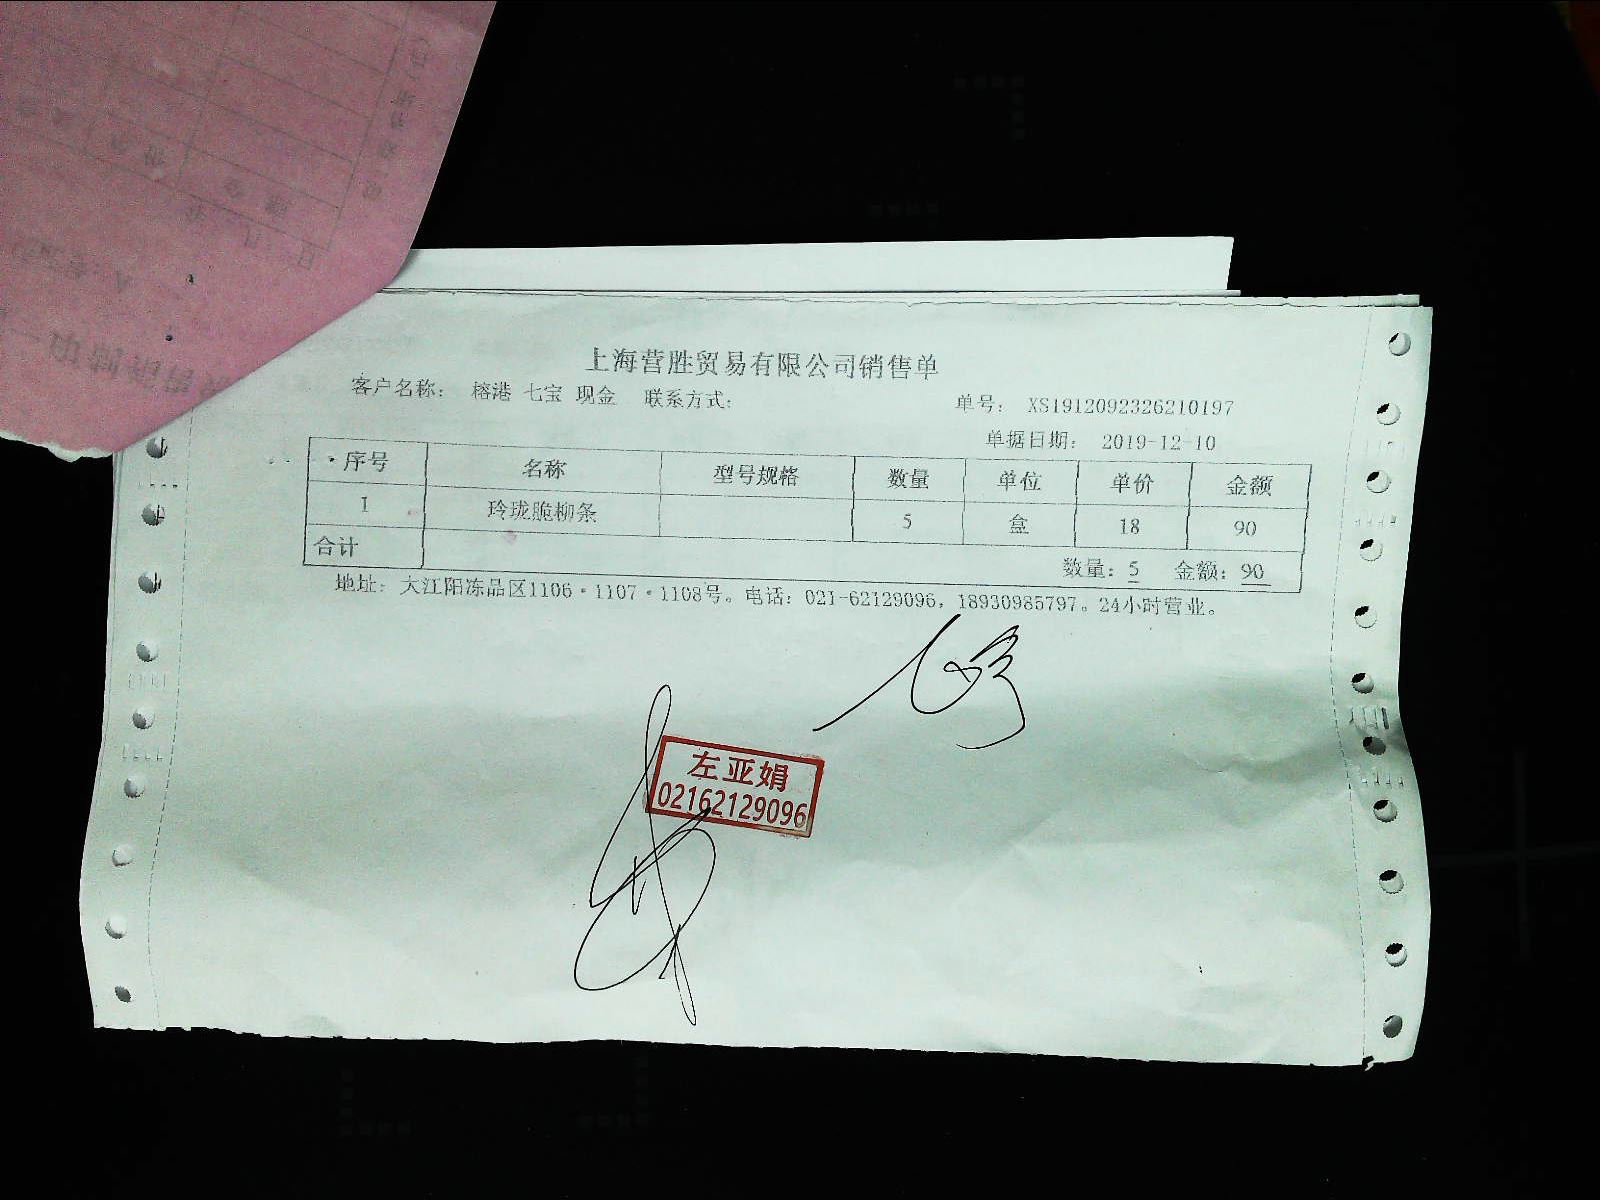 上海营胜贸易有限公司销售单
客户名称： 榕港 七宝 现金 联系方式： 单号： XS1912092326210197
单据日期： 2019-12-10
序号 名称 型号规格 数量 单位 单价 金额
1 玲珑脆柳条 5 盒 18 90
合计 数量：5 金额：90
地址：大江阳冻品区1106·1107·1108号。电话：021-62129096，18930985797。24小时营业。
左亚娟
02162129096